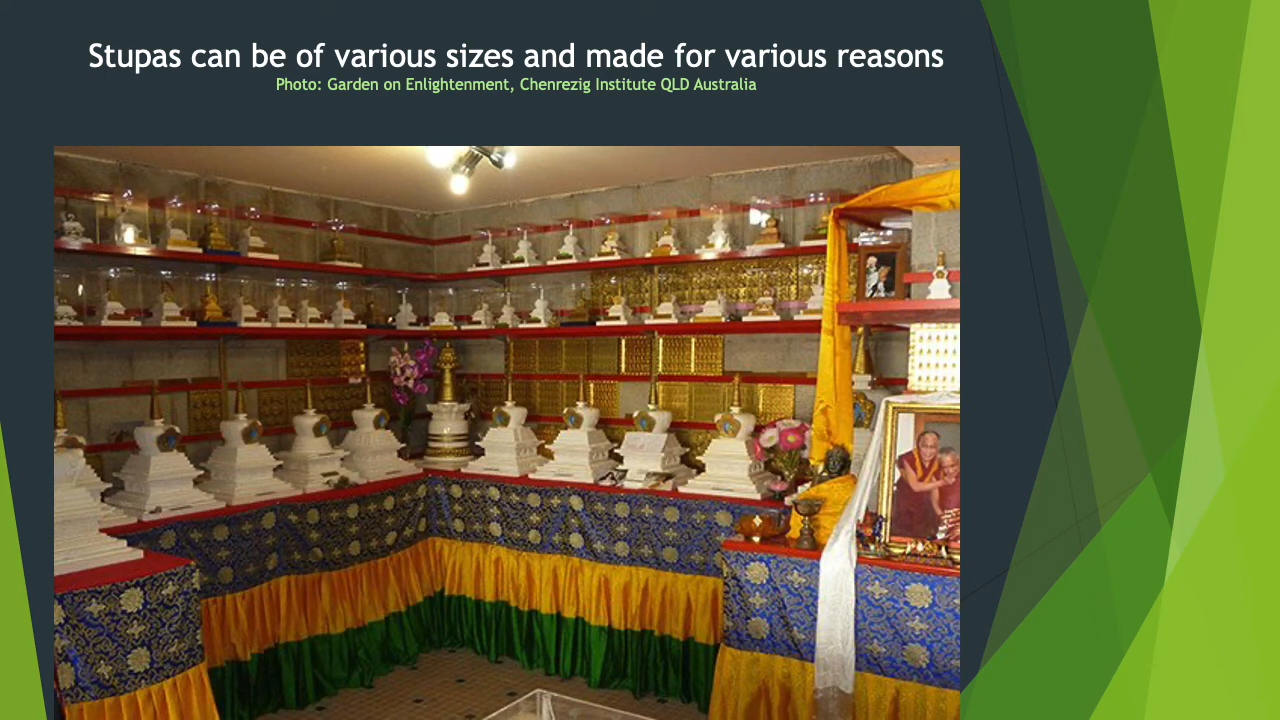 Stupas can be of various sizes and made for various reasons
Photo: Garden on Enlightenment, Chenrezig Institute QLD Australia